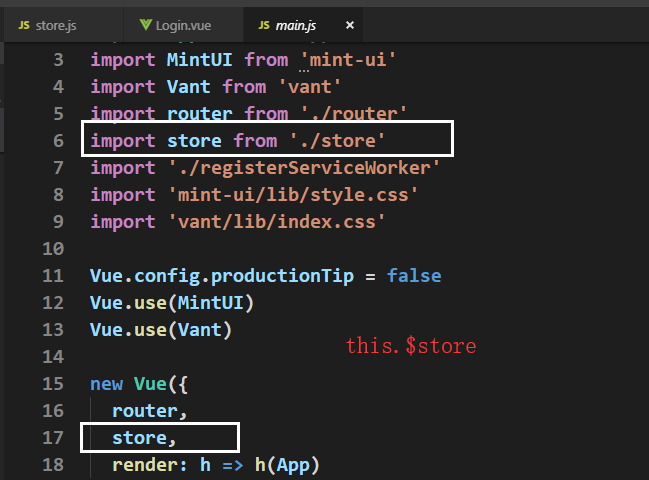 JS store.js Login.vue JS main.js ×
3 import MintUI from 'mint-ui'
4 import Vant from 'vant'
5 import router from './router'
6 import store from './store'
7 import './registerServiceWorker'
8 import 'mint-ui/lib/style.css'
9 import 'vant/lib/index.css'
10
11 Vue.config.productionTip = false
12 Vue.use(MintUI)
13 Vue.use(Vant)
this.$store
14
15 new Vue({
16 router,
17 store,
18 render: h => h(App)